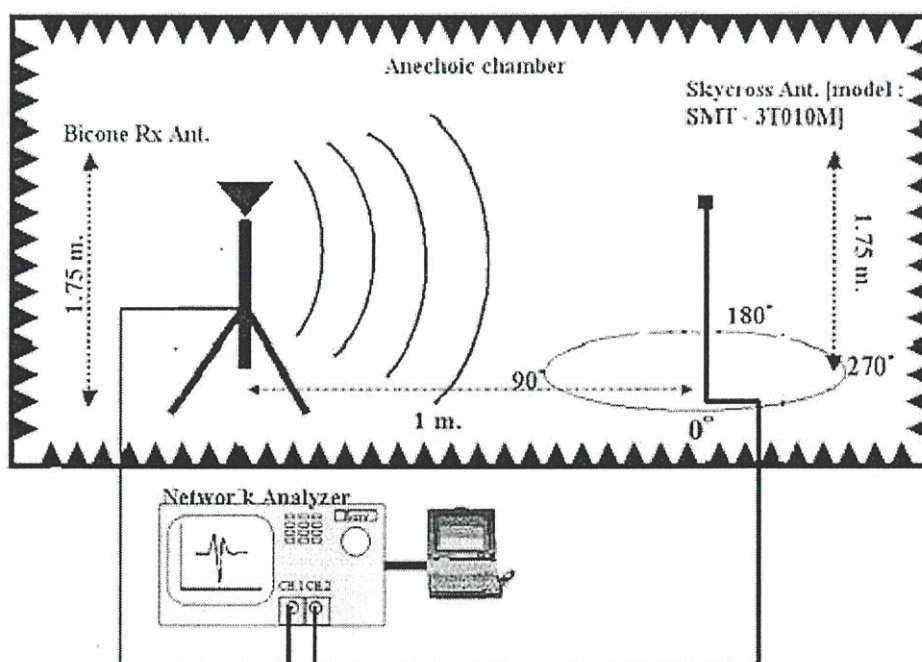 Anechoic chamber
Skycross Ant. [model :
SMT - 3T010M]
Bicone Rx Ant.
1.75 m.
1.75 m.
180°
90°
270°
1 m.
0°
Network Analyzer
CH.1 CH.2